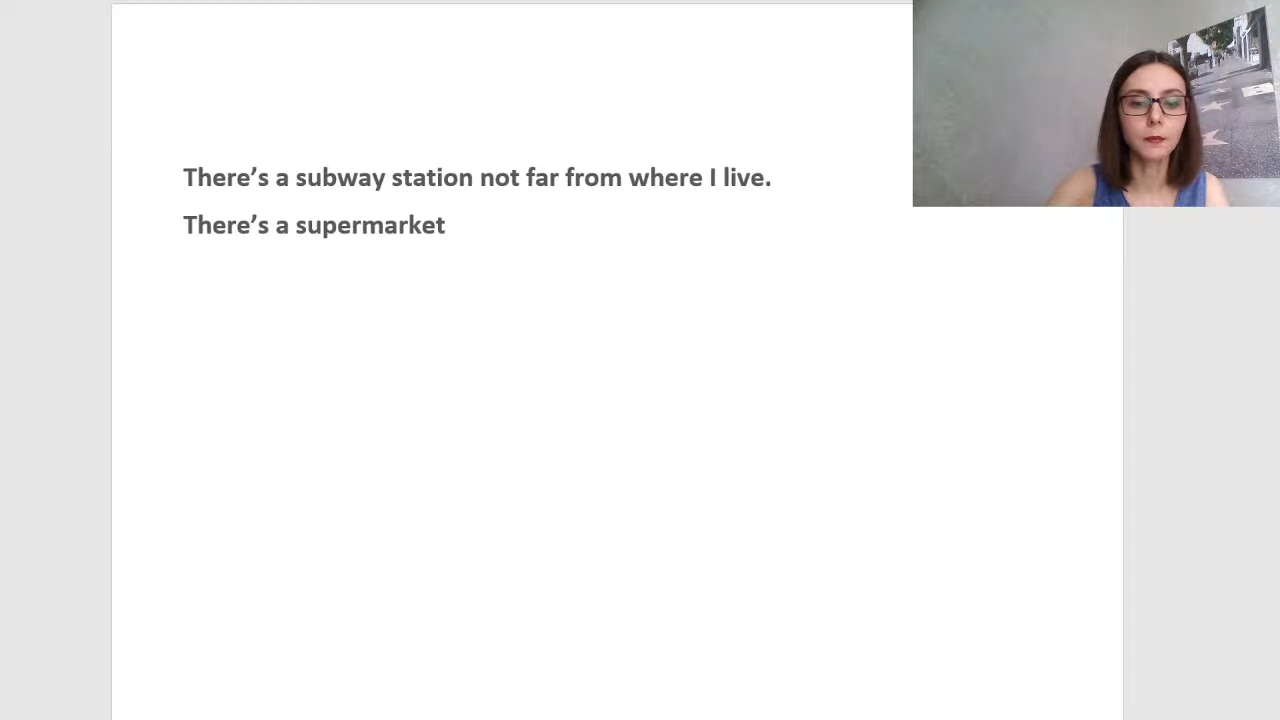 There’s a subway station not far from where I live.
There’s a supermarket